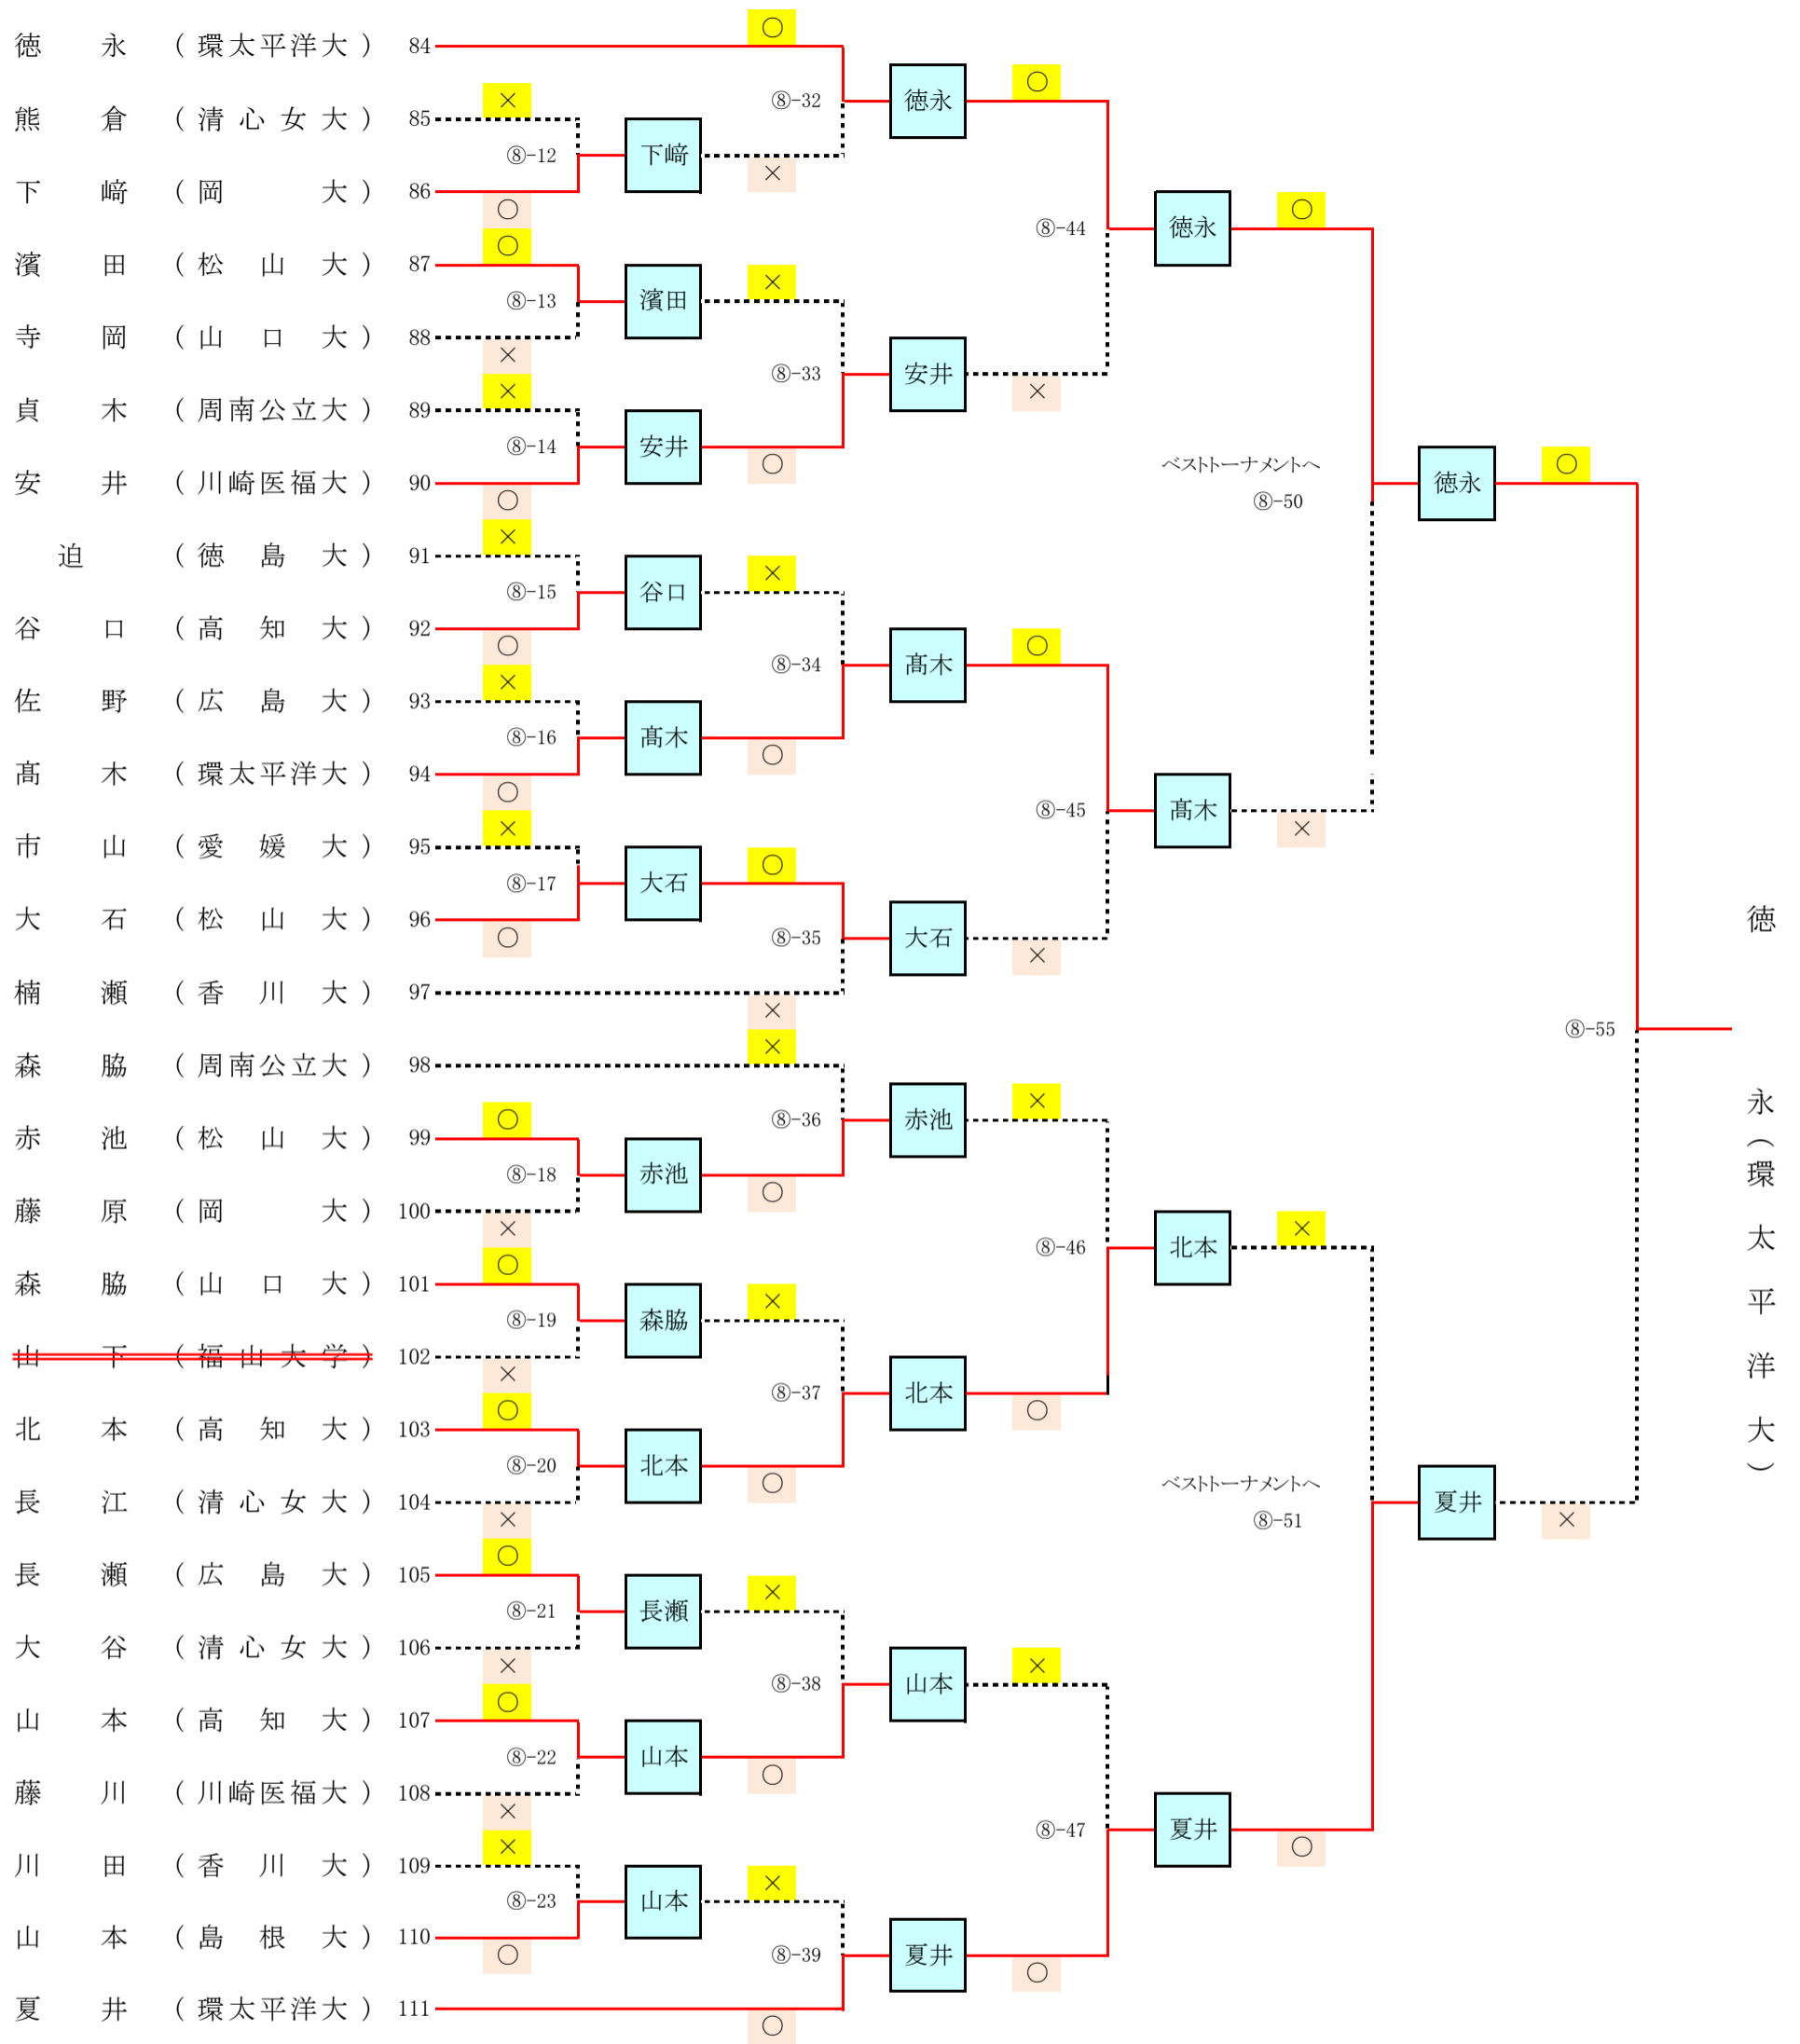 徳永（環太平洋大） 84
熊倉（清心女大） 85
下﨑（岡大） 86
濱田（松山大） 87
寺岡（山口大） 88
貞木（周南公立大） 89
安井（川崎医福大） 90
迫（徳島大） 91
谷口（高知大） 92
佐野（広島大） 93
髙木（環太平洋大） 94
市山（愛媛大） 95
大石（松山大） 96
楠瀬（香川大） 97
森脇（周南公立大） 98
赤池（松山大） 99
藤原（岡大） 100
森脇（山口大） 101
山下（福山大学） 102
北本（高知大） 103
長江（清心女大） 104
長瀬（広島大） 105
大谷（清心女大） 106
山本（高知大） 107
藤川（川崎医福大） 108
川田（香川大） 109
山本（島根大） 110
夏井（環太平洋大） 111
×
⑧-12
○
○
⑧-13
×
×
⑧-14
○
×
⑧-15
○
×
⑧-16
○
×
⑧-17
○
○
⑧-18
×
○
⑧-19
×
○
⑧-20
×
○
⑧-21
×
○
⑧-22
×
×
⑧-23
○
下﨑
濱田
安井
谷口
髙木
大石
赤池
森脇
北本
長瀬
山本
山本
○
⑧-32
×
×
⑧-33
○
×
⑧-34
○
○
⑧-35
×
×
⑧-36
○
×
⑧-37
○
×
⑧-38
○
×
⑧-39
○
徳永
安井
髙木
大石
赤池
北本
山本
夏井
○
⑧-44
×
○
⑧-45
×
×
⑧-46
○
×
⑧-47
○
徳永
髙木
北本
夏井
○
ベストトーナメントへ
⑧-50
×
×
ベストトーナメントへ
⑧-51
○
徳永
夏井
○
⑧-55
×
徳永（環太平洋大）